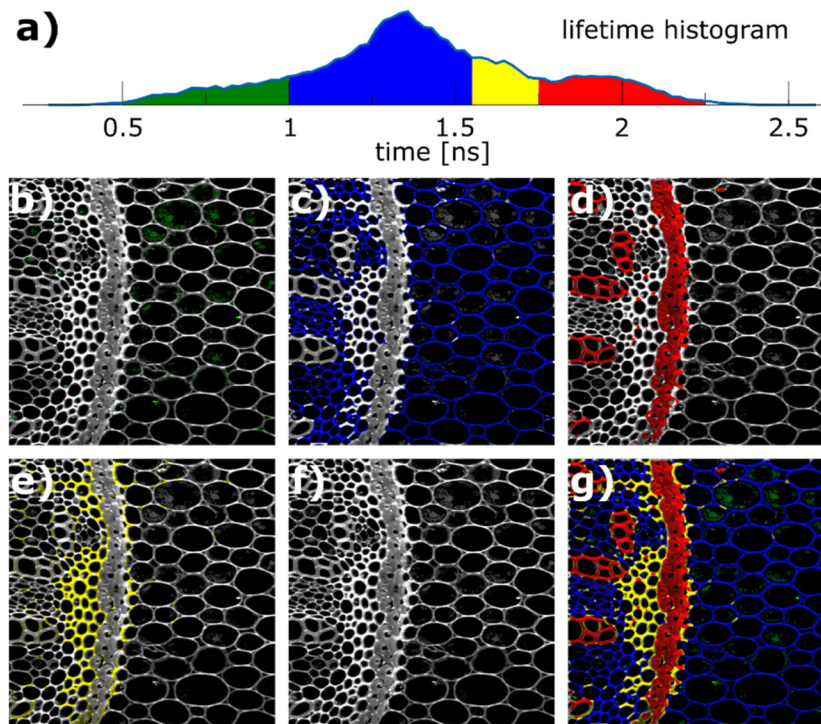 a)
lifetime histogram
0.5 1 1.5 2 2.5
time [ns]
b) c) d)
e) f) g)